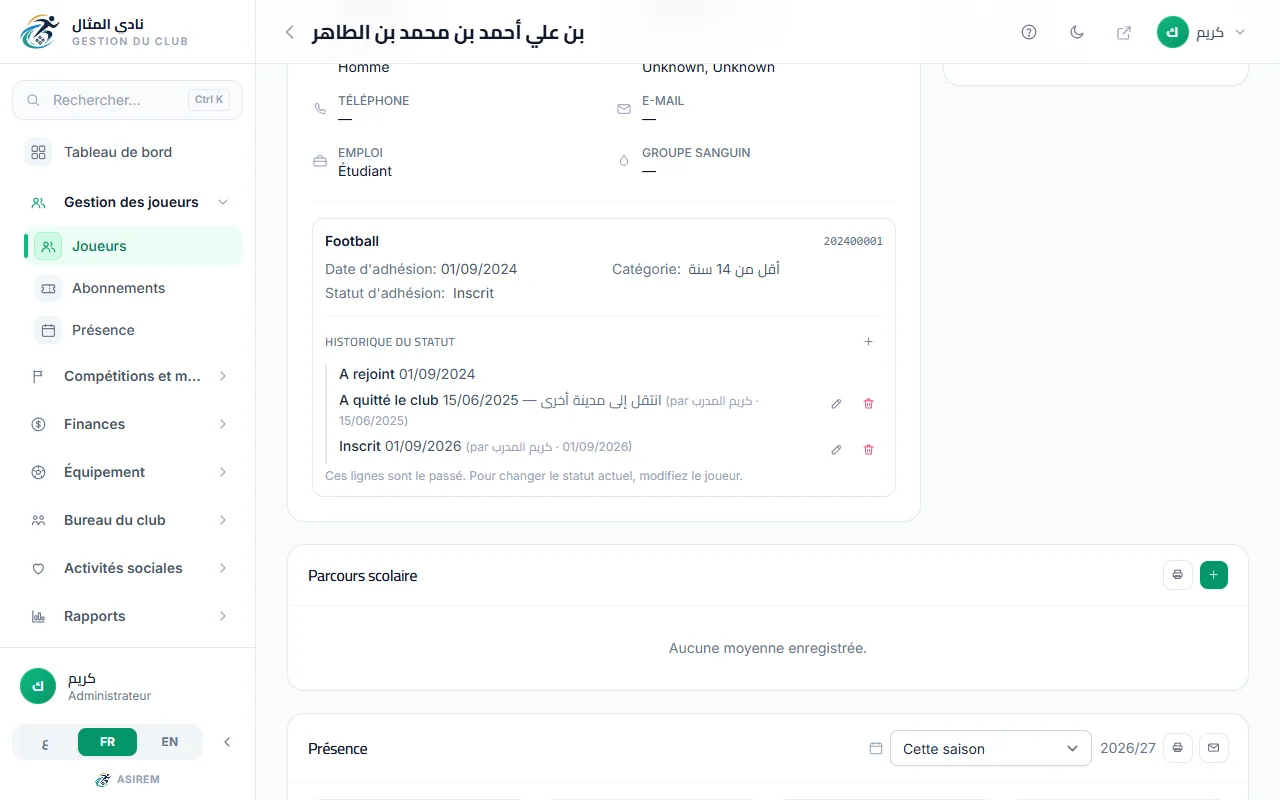 نادي المثال
GESTION DU CLUB
Rechercher...
Ctrl K
Tableau de bord
Gestion des joueurs
Joueurs
Abonnements
Présence
Compétitions et m...
Finances
Équipement
Bureau du club
Activités sociales
Rapports
ك
كريم
Administrateur
ع
FR
EN
ASIREM
بن علي أحمد بن محمد بن الطاهر
ك
كريم
Homme
Unknown, Unknown
TÉLÉPHONE
—
E-MAIL
—
EMPLOI
Étudiant
GROUPE SANGUIN
—
Football
202400001
Date d'adhésion: 01/09/2024
Catégorie: أقل من 14 سنة
Statut d'adhésion: Inscrit
HISTORIQUE DU STATUT
A rejoint 01/09/2024
A quitté le club 15/06/2025 — انتقل إلى مدينة أخرى (par كريم المدرب ·
15/06/2025)
Inscrit 01/09/2026 (par كريم المدرب · 01/09/2026)
Ces lignes sont le passé. Pour changer le statut actuel, modifiez le joueur.
Parcours scolaire
Aucune moyenne enregistrée.
Présence
Cette saison
2026/27